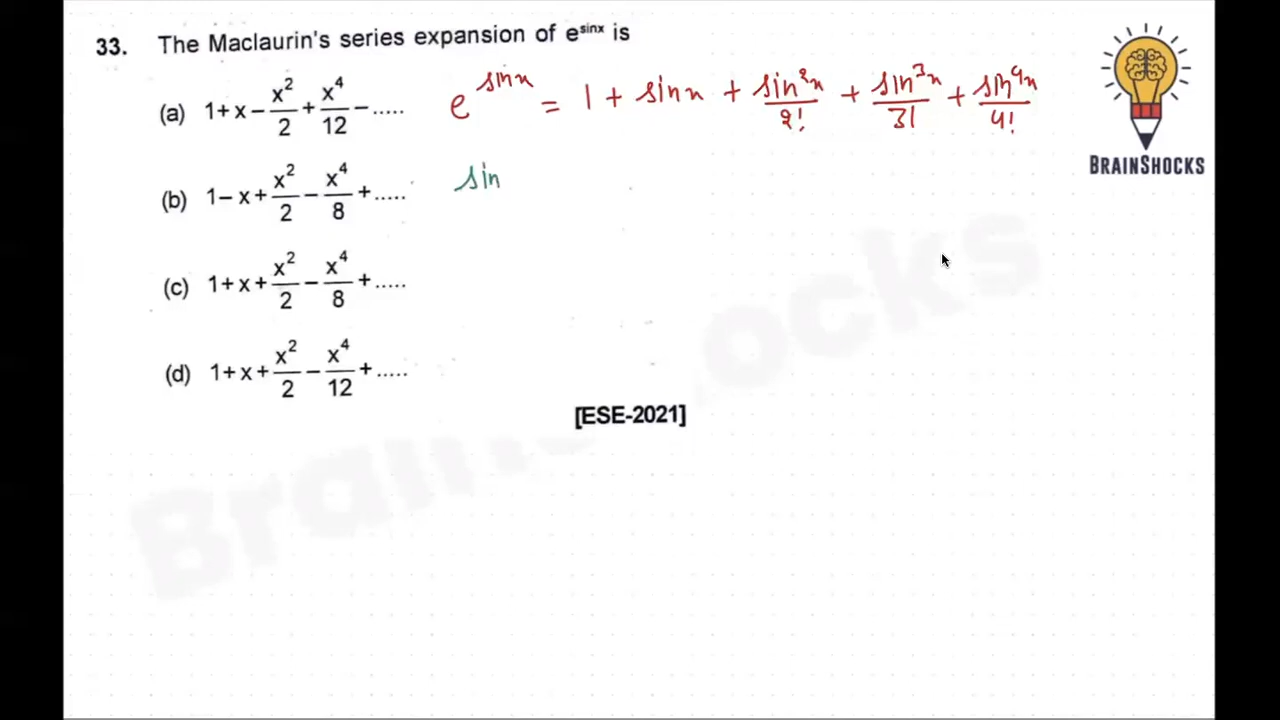 33. The Maclaurin's series expansion of e^sinx is
(a) 1+x−x²/2+x⁴/12−.....
e^sinx = 1 + sinx + sin²x/2! + sin³x/3! + sin⁴x/4!
BRAINSHOCKS
sin
(b) 1−x+x²/2−x⁴/8+.....
(c) 1+x+x²/2−x⁴/8+.....
(d) 1+x+x²/2−x⁴/12+.....
[ESE-2021]
BrainShocks